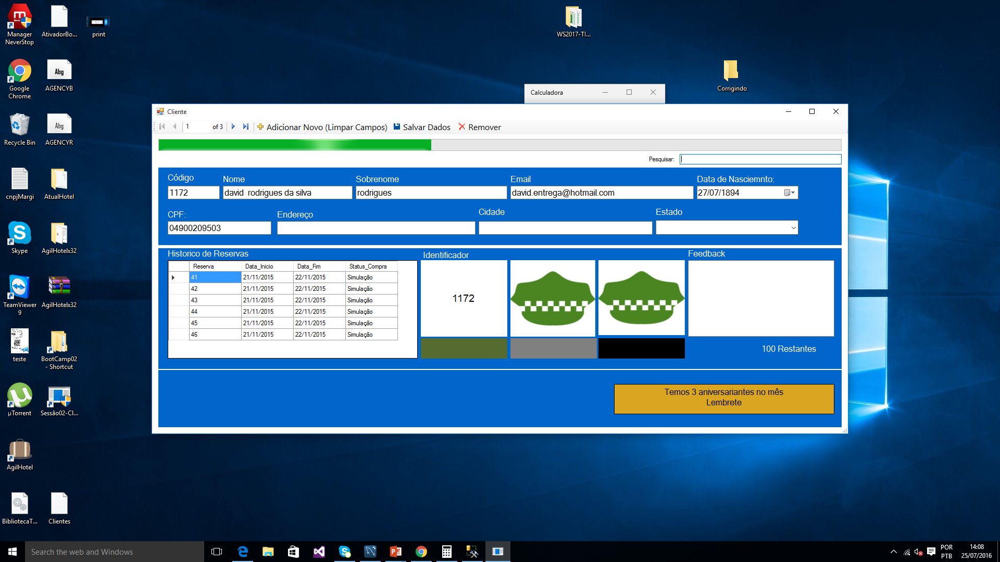 Manager
NeverStop
AtivadorBo...
print
WS2017-TI...
Google
Chrome
AGENCYB
Corrigindo
Recycle Bin
AGENCYR
cnpjMargi
AtualHotel
Skype
AgilHotelx32
TeamViewer
9
AgilHotelx32
teste
BootCamp02
- Shortcut
µTorrent
Sessão02-Cl...
AgilHotel
BibliotecaT...
Clientes
Calculadora
Cliente
1 of 3 Adicionar Novo (Limpar Campos) Salvar Dados Remover
Pesquisar:
Código Nome Sobrenome Email Data de Nasciemnto:
1172 david rodrigues da silva rodrigues david.entrega@hotmail.com 27/07/1894
CPF: Endereço Cidade Estado
04900209503
Historico de Reservas Identificador Feedback
Reserva Data_Inicio Data_Fim Status_Compra
41 21/11/2015 22/11/2015 Simulação
42 21/11/2015 22/11/2015 Simulação
43 21/11/2015 22/11/2015 Simulação
44 21/11/2015 22/11/2015 Simulação
45 21/11/2015 22/11/2015 Simulação
46 21/11/2015 22/11/2015 Simulação
1172
100 Restantes
Temos 3 aniversariantes no mês
Lembrete
Search the web and Windows
POR
PTB
14:08
25/07/2016